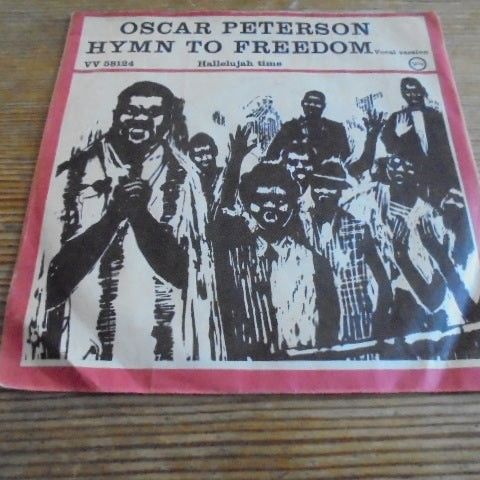 OSCAR PETERSON
HYMN TO FREEDOM Vocal version
VV 58124 Hallelujah time